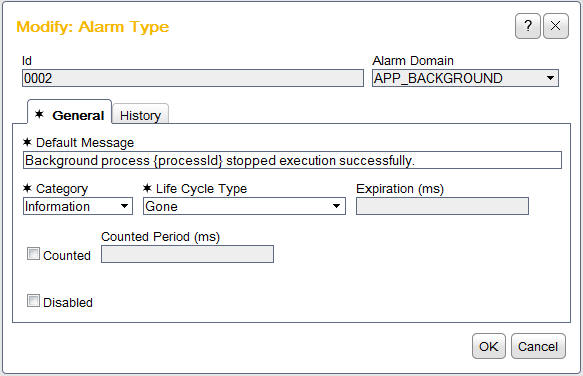 Modify: Alarm Type
?
Id
Alarm Domain
0002
APP_BACKGROUND
✶ General
History
✶ Default Message
Background process {processId} stopped execution successfully.
✶ Category
✶ Life Cycle Type
Expiration (ms)
Information
Gone
Counted Period (ms)
Counted
Disabled
OK
Cancel